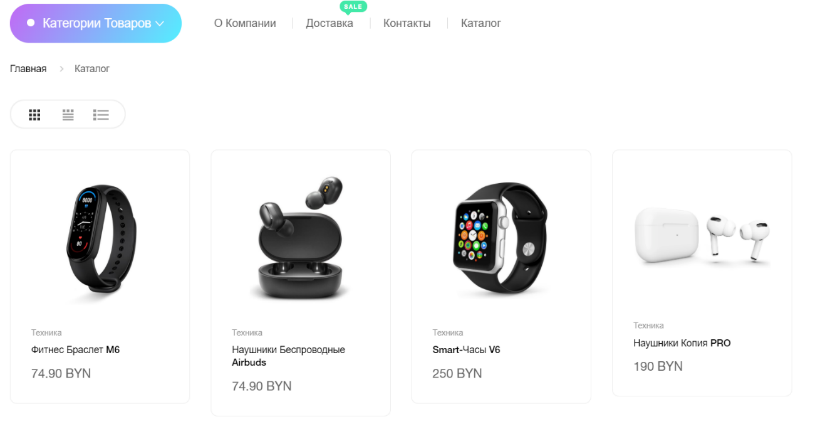 SALE
Категории Товаров
О Компании
Доставка
Контакты
Каталог
Главная > Каталог
Техника
Фитнес Браслет M6
74.90 BYN
Техника
Наушники Беспроводные
Airbuds
74.90 BYN
Техника
Smart-Часы V6
250 BYN
Техника
Наушники Копия PRO
190 BYN